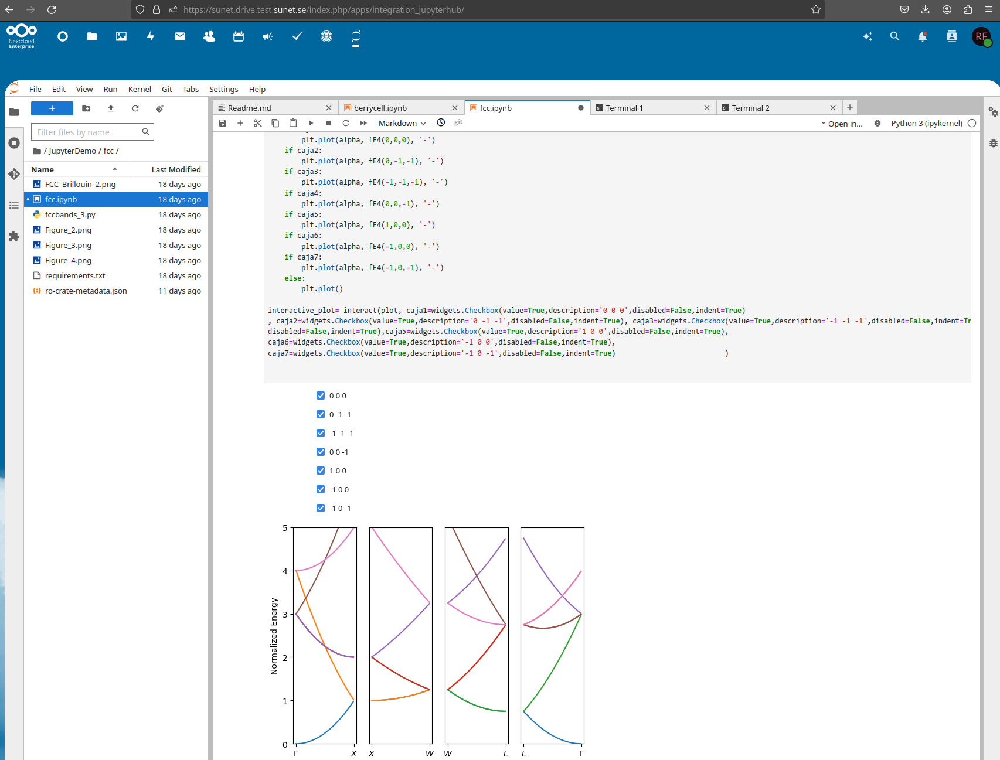 https://sunet.drive.test.sunet.se/index.php/apps/integration_jupyterhub/
Nextcloud
Enterprise
RF
File Edit View Run Kernel Git Tabs Settings Help
Filter files by name
/ JupyterDemo / fcc /
Name Last Modified
FCC_Brillouin_2.png 18 days ago
fcc.ipynb 18 days ago
fccbands_3.py 18 days ago
Figure_2.png 18 days ago
Figure_3.png 18 days ago
Figure_4.png 18 days ago
requirements.txt 18 days ago
ro-crate-metadata.json 11 days ago
Readme.md berrycell.ipynb fcc.ipynb Terminal 1 Terminal 2
Markdown git Open in... Python 3 (ipykernel)
plt.plot(alpha, fE4(0,0,0), '-')
if caja2:
plt.plot(alpha, fE4(0,-1,-1), '-')
if caja3:
plt.plot(alpha, fE4(-1,-1,-1), '-')
if caja4:
plt.plot(alpha, fE4(0,0,-1), '-')
if caja5:
plt.plot(alpha, fE4(1,0,0), '-')
if caja6:
plt.plot(alpha, fE4(-1,0,0), '-')
if caja7:
plt.plot(alpha, fE4(-1,0,-1), '-')
else:
plt.plot()
interactive_plot= interact(plot, caja1=widgets.Checkbox(value=True,description='0 0 0',disabled=False,indent=True)
, caja2=widgets.Checkbox(value=True,description='0 -1 -1',disabled=False,indent=True), caja3=widgets.Checkbox(value=True,description='-1 -1 -1',disabled=False,indent=Tr
disabled=False,indent=True),caja5=widgets.Checkbox(value=True,description='1 0 0',disabled=False,indent=True),
caja6=widgets.Checkbox(value=True,description='-1 0 0',disabled=False,indent=True),
caja7=widgets.Checkbox(value=True,description='-1 0 -1',disabled=False,indent=True) )
0 0 0
0 -1 -1
-1 -1 -1
0 0 -1
1 0 0
-1 0 0
-1 0 -1
5
4
3
2
1
0
Normalized Energy
Γ X X W W L L Γ